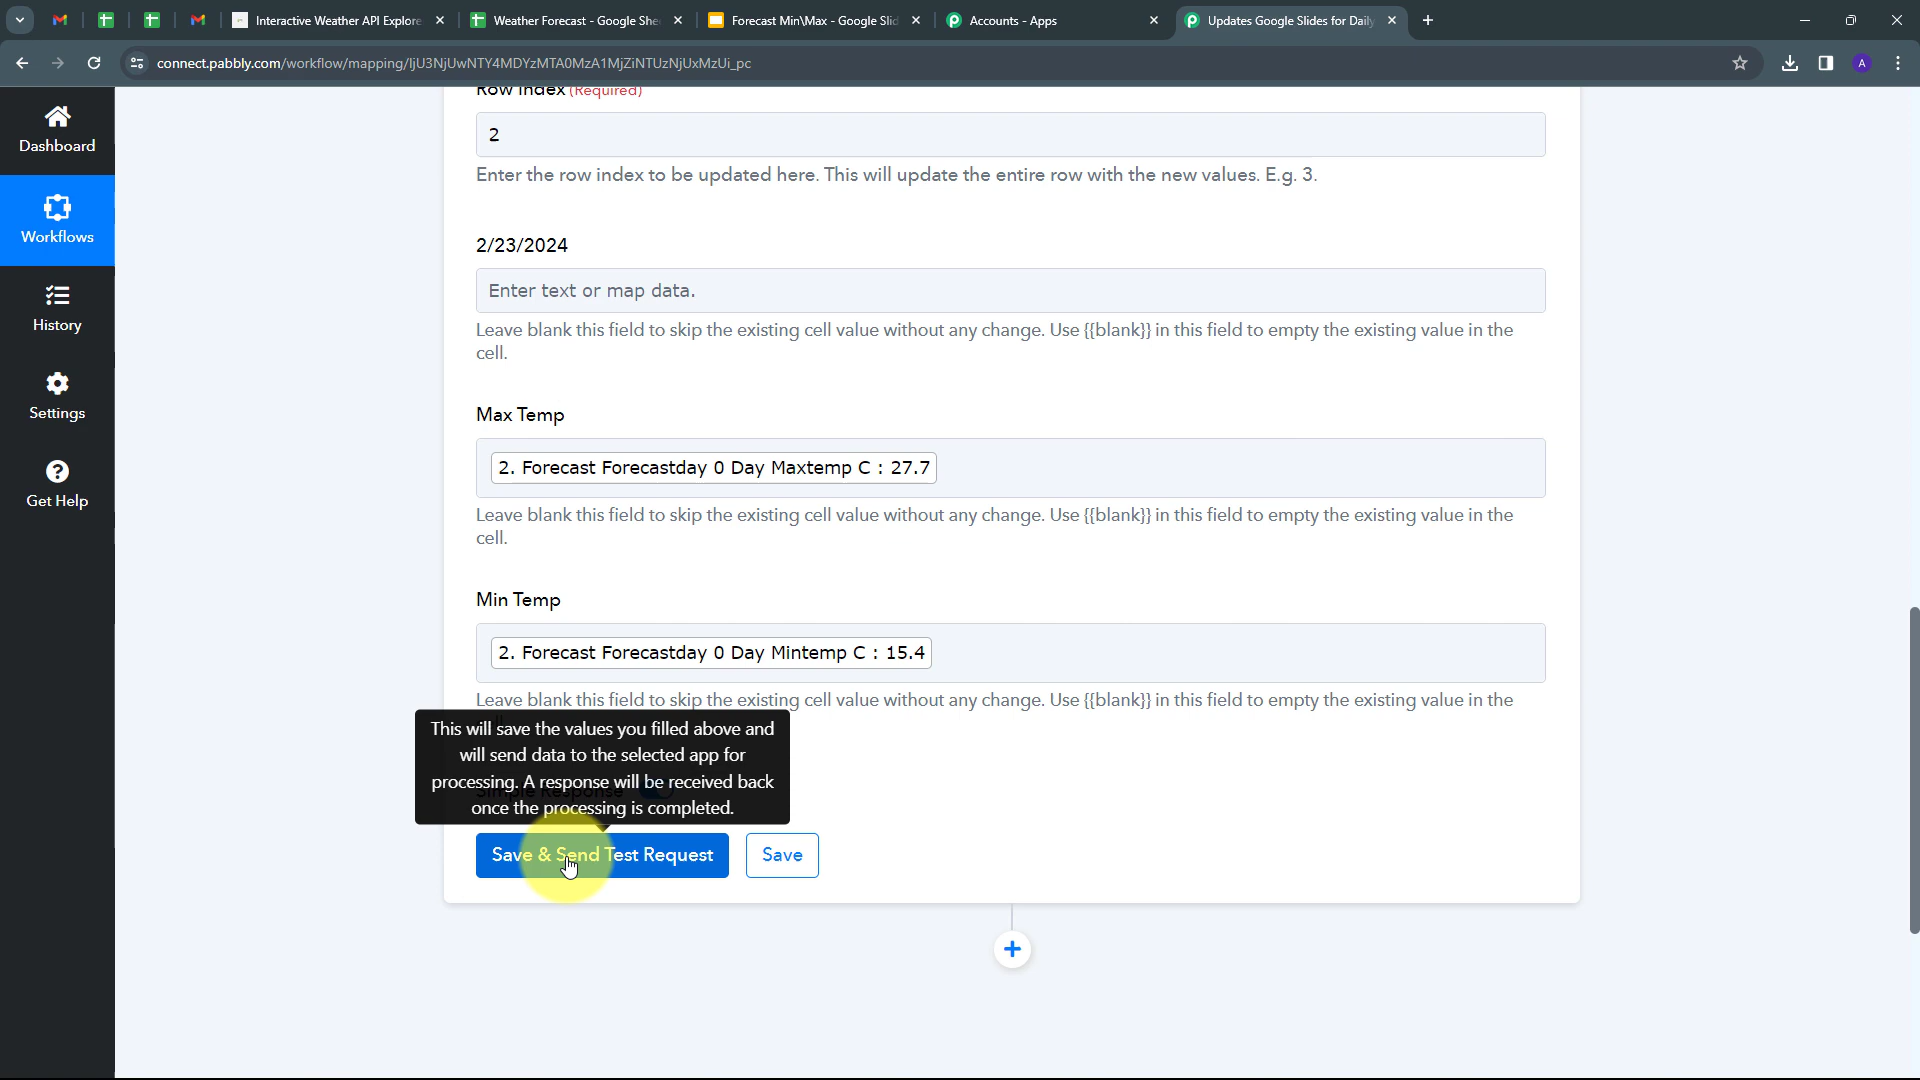 Interactive Weather API Explore
Weather Forecast - Google She
Forecast Min\Max - Google Slid
Accounts - Apps
Updates Google Slides for Daily
connect.pabbly.com/workflow/mapping/IjU3NjUwNTY4MDYzMTA0MzA1MjZiNTUzNjUxMzUi_pc
A
Dashboard
Workflows
History
Settings
Get Help
Row Index (Required)
2
Enter the row index to be updated here. This will update the entire row with the new values. E.g. 3.
2/23/2024
Enter text or map data.
Leave blank this field to skip the existing cell value without any change. Use {{blank}} in this field to empty the existing value in the
cell.
Max Temp
2. Forecast Forecastday 0 Day Maxtemp C : 27.7
Leave blank this field to skip the existing cell value without any change. Use {{blank}} in this field to empty the existing value in the
cell.
Min Temp
2. Forecast Forecastday 0 Day Mintemp C : 15.4
Leave blank this field to skip the existing cell value without any change. Use {{blank}} in this field to empty the existing value in the
This will save the values you filled above and
will send data to the selected app for
processing. A response will be received back
once the processing is completed.
Simple Response
Save & Send Test Request
Save